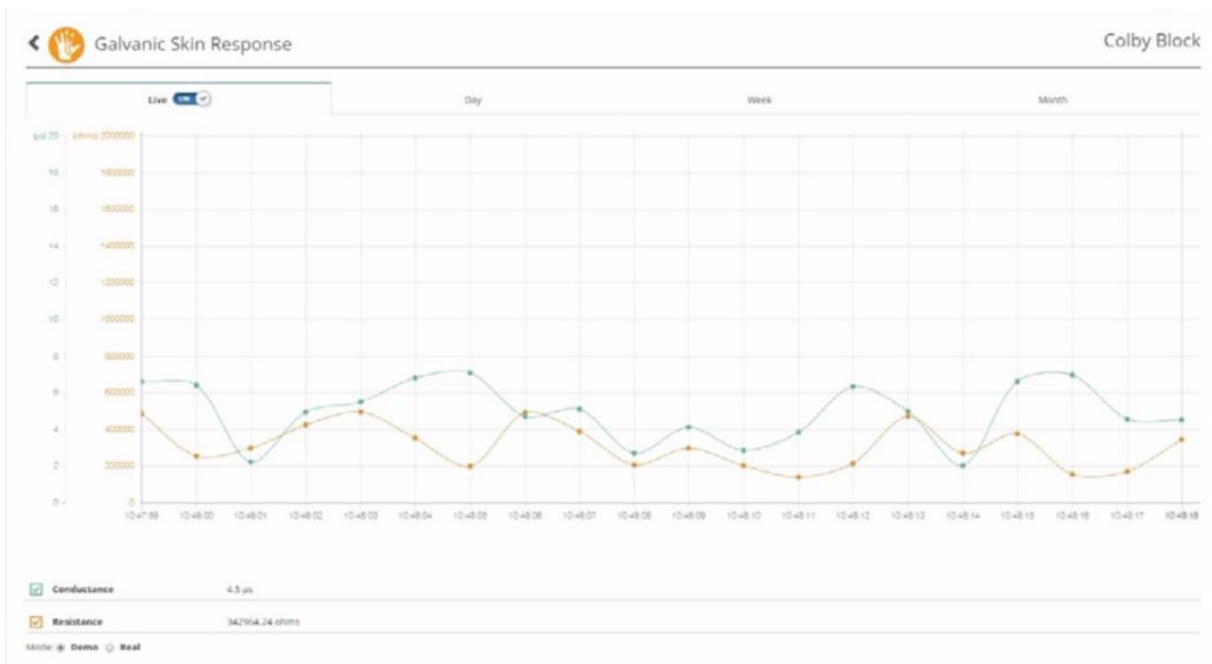 Galvanic Skin Response
Colby Block
Live ON Day Week Month
20 ohms 2000000
18 1800000
16 1600000
14 1400000
12 1200000
10 1000000
8 800000
6 600000
4 400000
2 200000
0 0
10:47:59 10:48:00 10:48:01 10:48:02 10:48:03 10:48:04 10:48:05 10:48:06 10:48:07 10:48:08 10:48:09 10:48:10 10:48:11 10:48:12 10:48:13 10:48:14 10:48:15 10:48:16 10:48:17 10:48:18
Conductance 4.5 µs
Resistance 342964.24 ohms
Mode: Demo Real